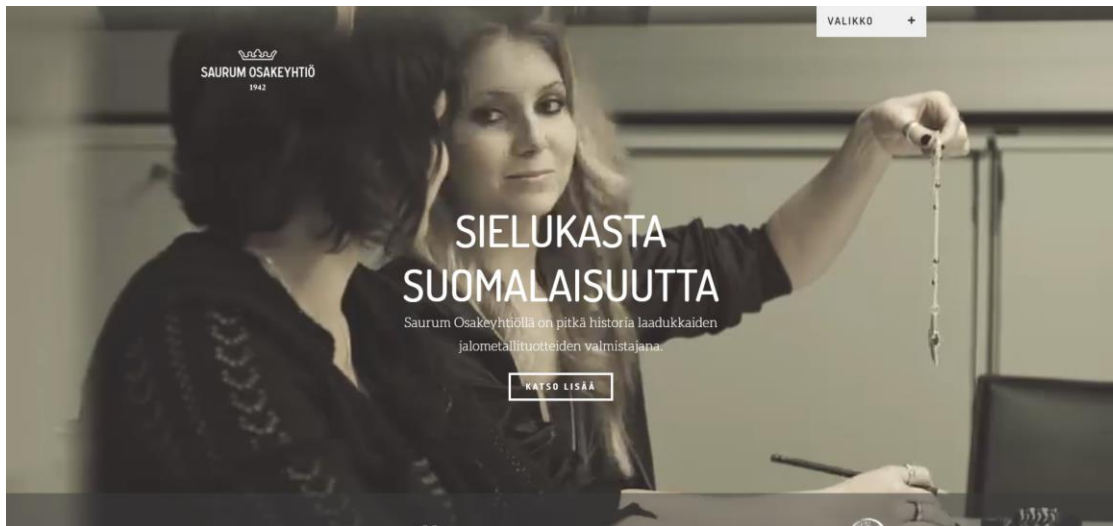 VALIKKO +
SAURUM OSAKEYHTIÖ
1942
SIELUKASTA
SUOMALAISUUTTA
Saurum Osakeyhtiöllä on pitkä historia laadukkaiden
jalometallituotteiden valmistajana.
KATSO LISÄÄ